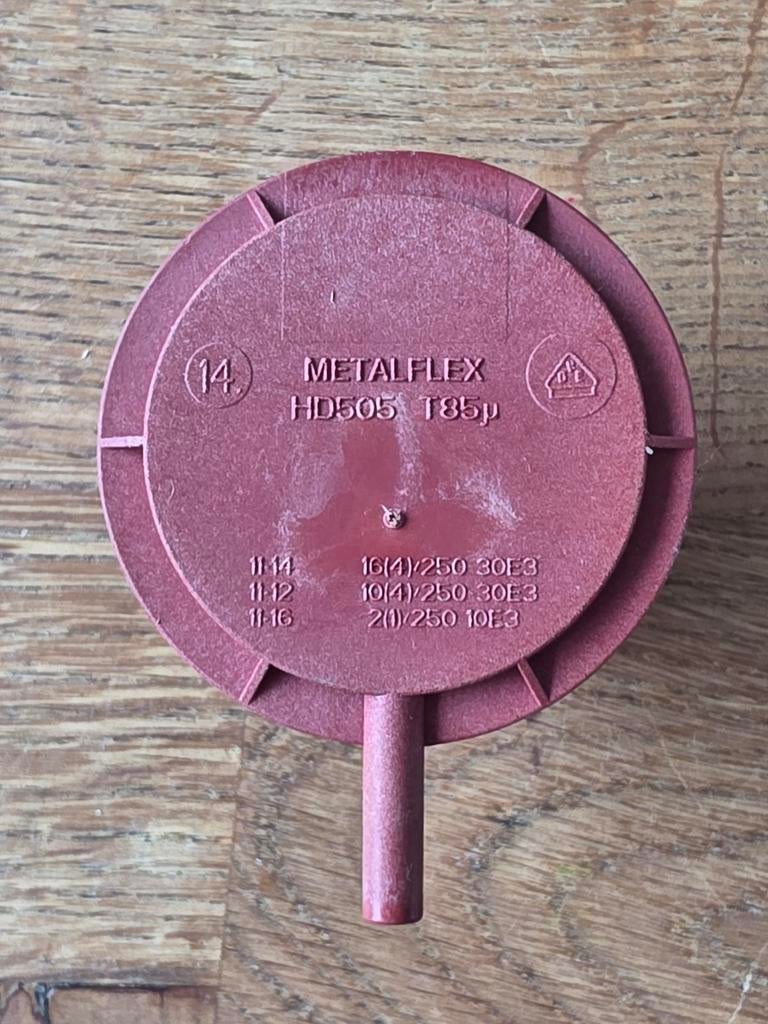 14.
METALFLEX
HD505 T85µ
VDE
11-14 16(4)/250 30E3
11-12 10(4)/250 30E3
11-16 2(1)/250 10E3